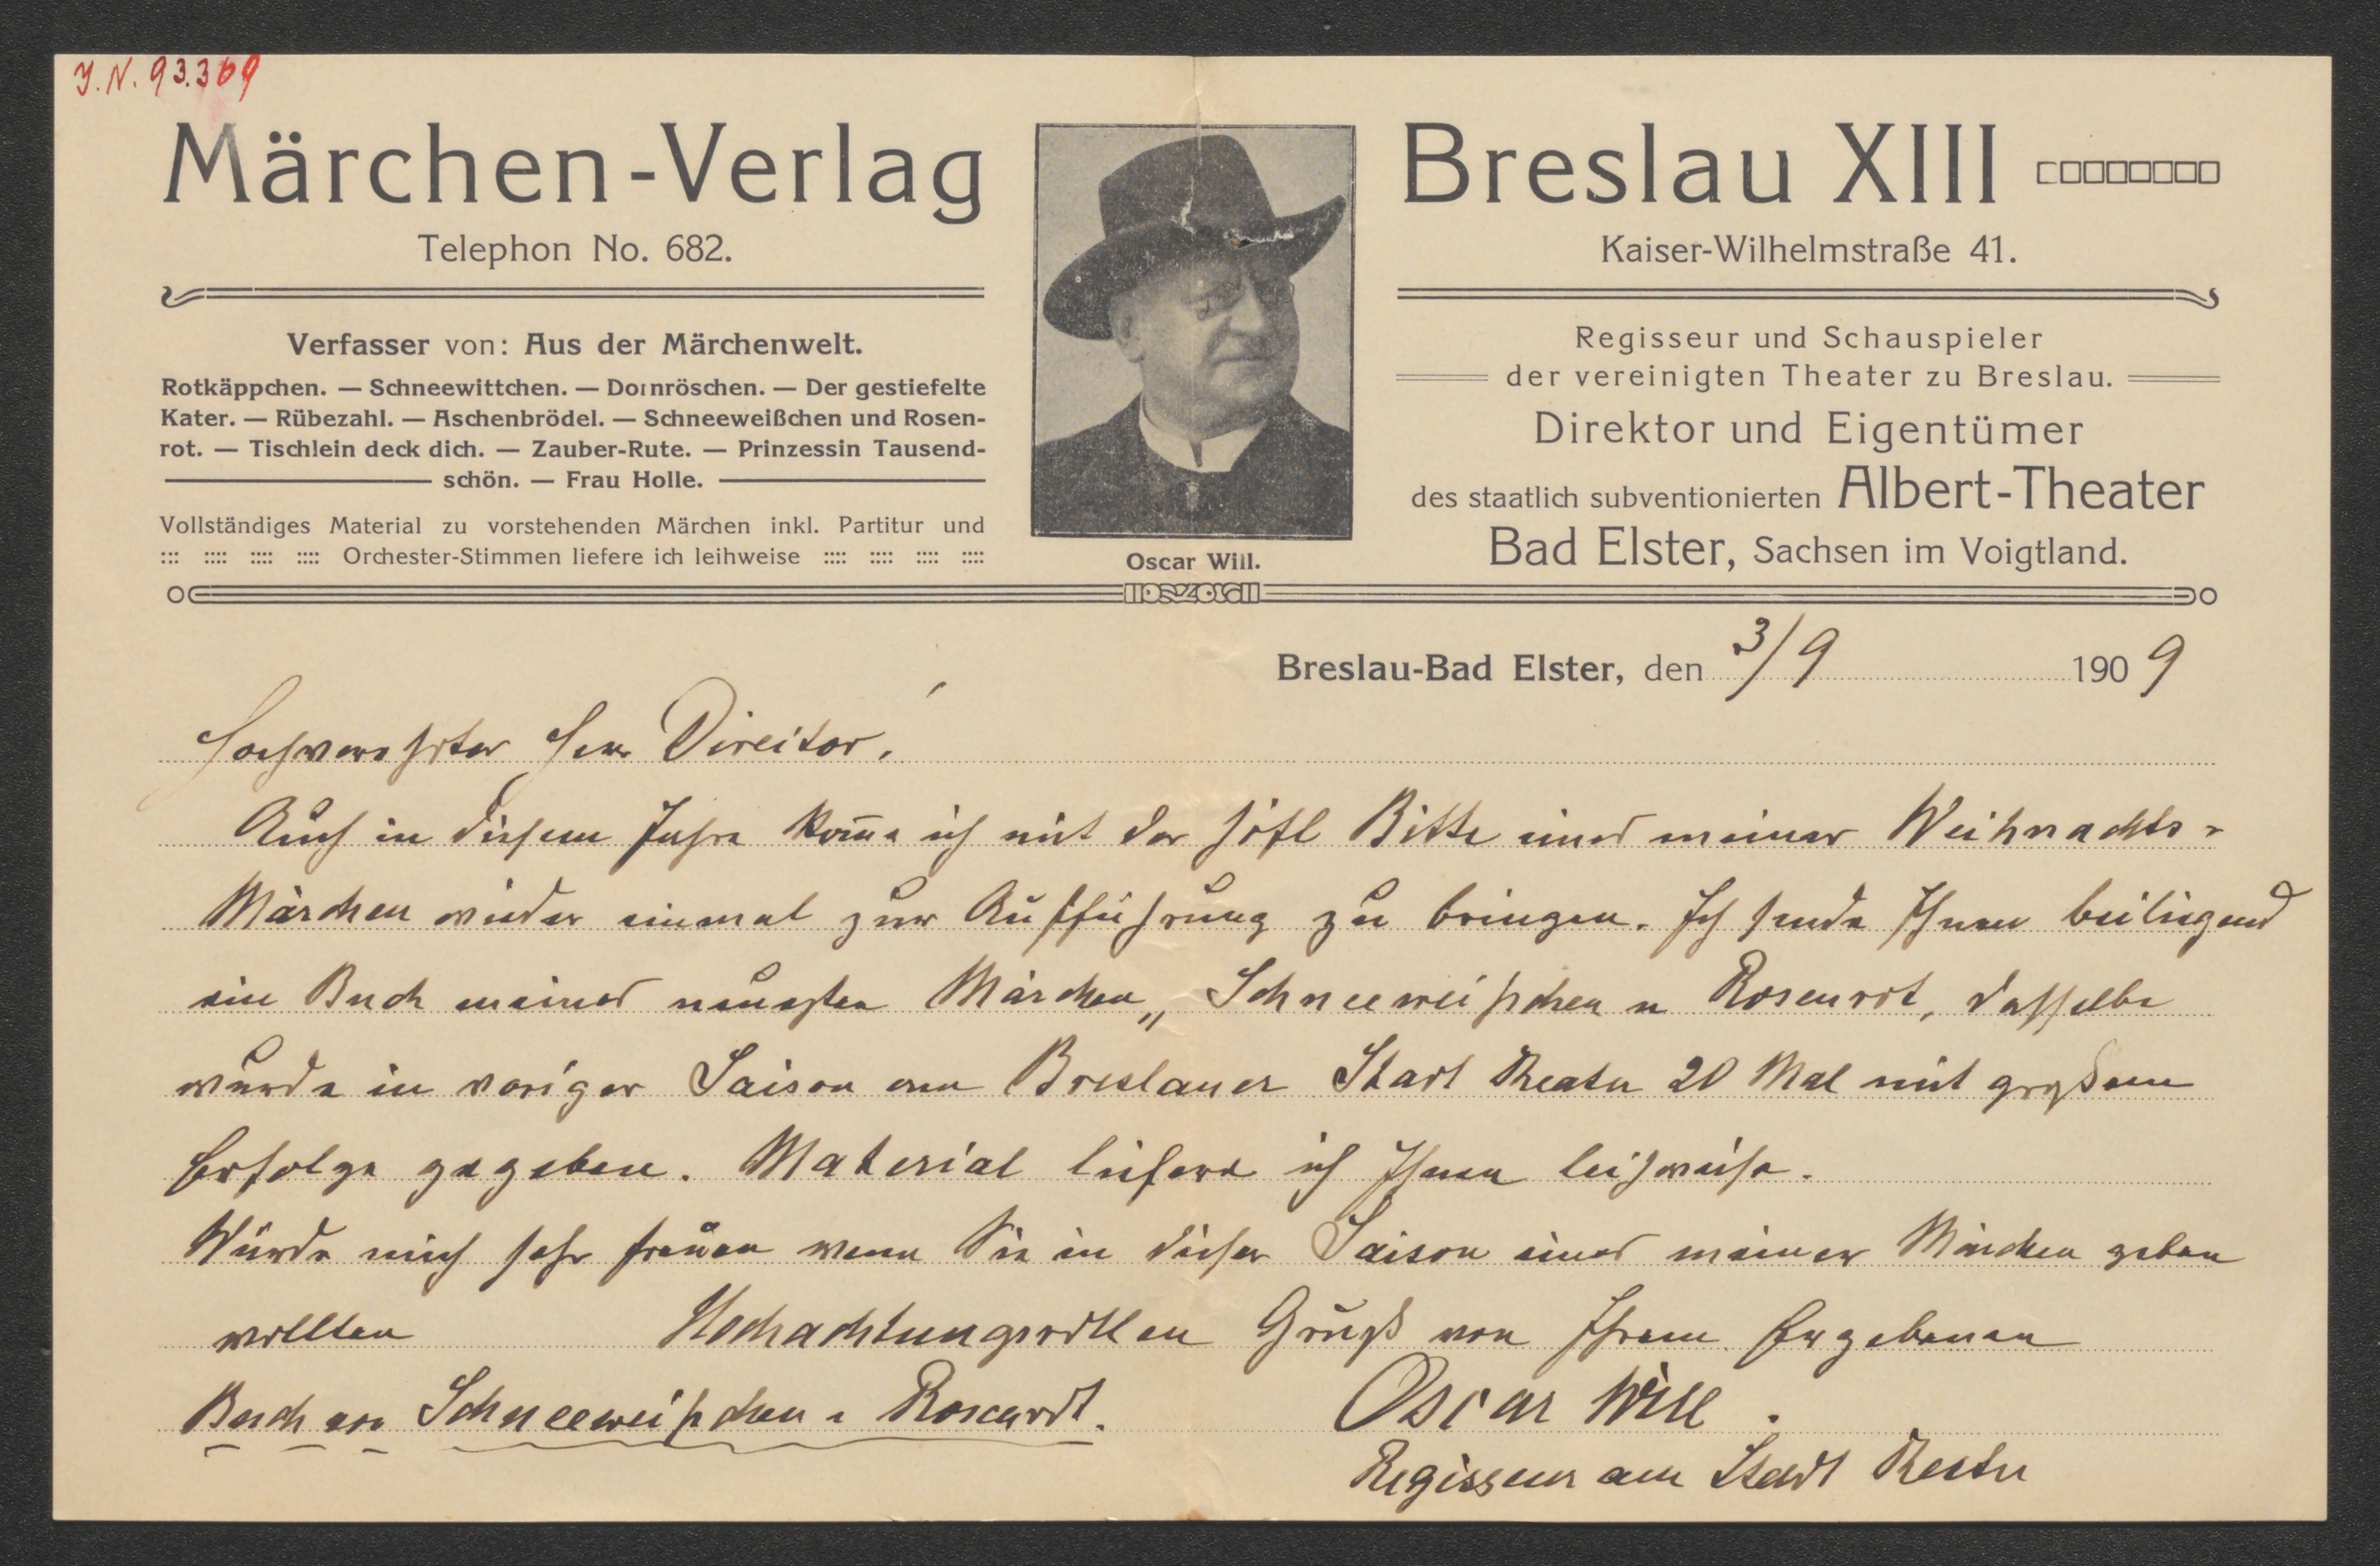 J.N. 93.369
Märchen-Verlag
Telephon No. 682.
Verfasser von: Aus der Märchenwelt.
Rotkäppchen. — Schneewittchen. — Dornröschen. — Der gestiefelte
Kater. — Rübezahl. — Aschenbrödel. — Schneeweißchen und Rosen-
rot. — Tischlein deck dich. — Zauber-Rute. — Prinzessin Tausend-
schön. — Frau Holle.
Vollständiges Material zu vorstehenden Märchen inkl. Partitur und
Orchester-Stimmen liefere ich leihweise
Oscar Will.
Breslau XIII
Kaiser-Wilhelmstraße 41.
Regisseur und Schauspieler
der vereinigten Theater zu Breslau.
Direktor und Eigentümer
des staatlich subventionierten Albert-Theater
Bad Elster, Sachsen im Voigtland.
Breslau-Bad Elster, den 3/9 1909
Hochverehrter Herr Direitor!
Auch in diesem Jahre kom̄e ich mit der höfl Bitte eines meiner Weihnachts-
Märchen wieder einmal zur Aufführung zu bringen. Ich sende Ihnen beiliegend
ein Buch meines neuesten Märchen „Schneeweißchen u Rosenrot, dasselbe
wurde in voriger Saison am Breslauer Stadt Theater 20 Mal mit großem
Erfolge gegeben. Material liefere ich Ihnen leihweise.
Würde mich sehr freuen wenn Sie in dieser Saison eines meiner Märchen geben
wollten Hochachtungsvollen Gruß von Ihrem Ergebenen
Buch von Schneeweißchen u Rosenrot. Oscar Will.
Regisseur am Stadt Theater